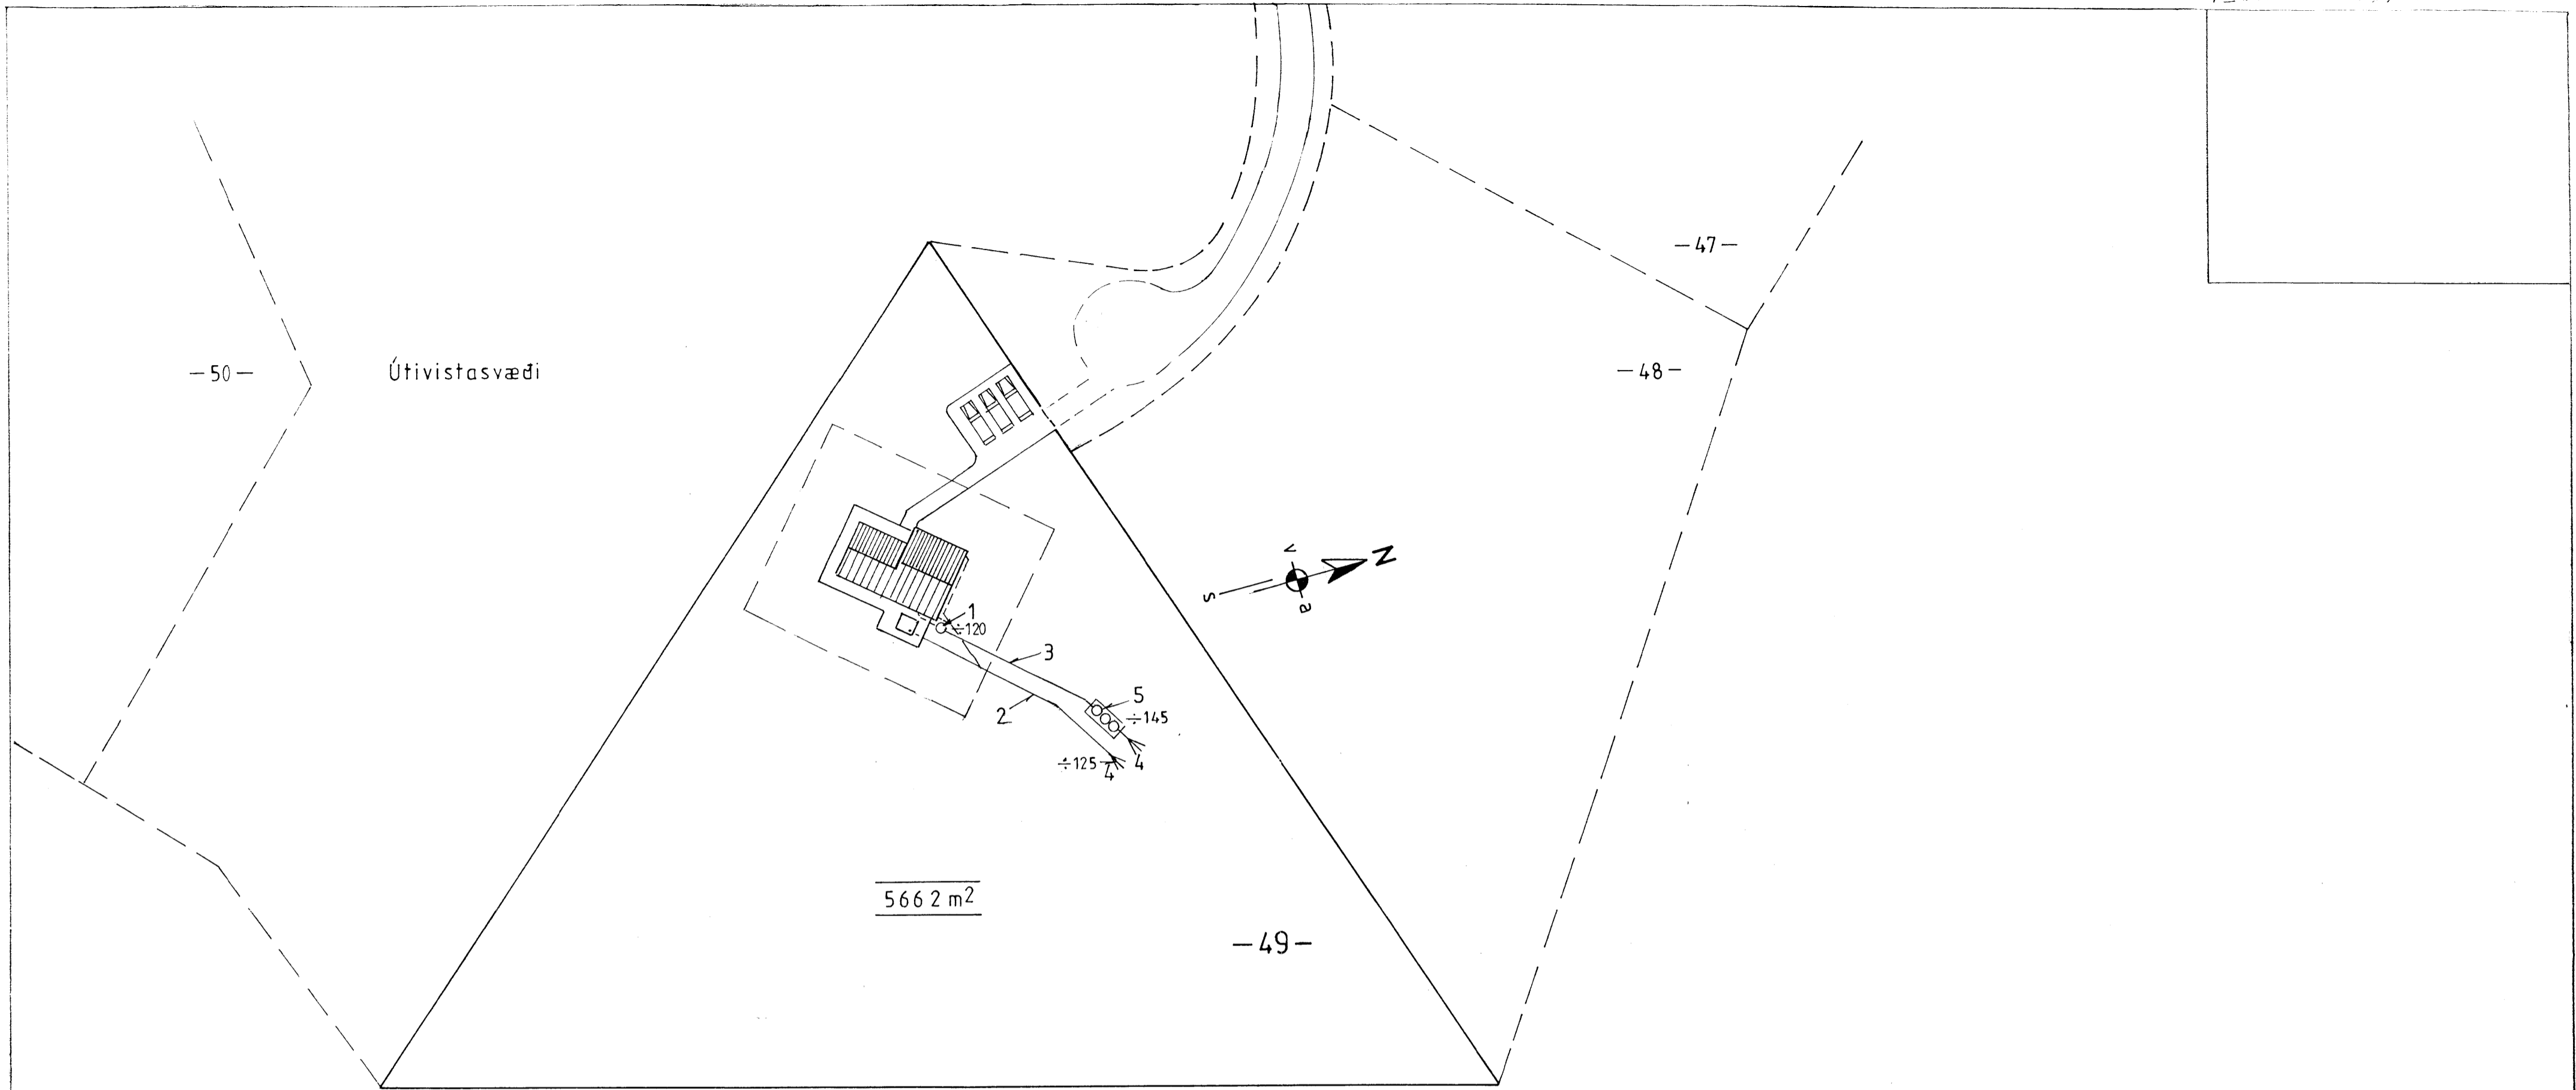 —47—
—48—
—50—
Útivistasvæði
N
v
s
a
1
÷120
3
2
5
÷145
÷125
4
4
5662 m²
—49—